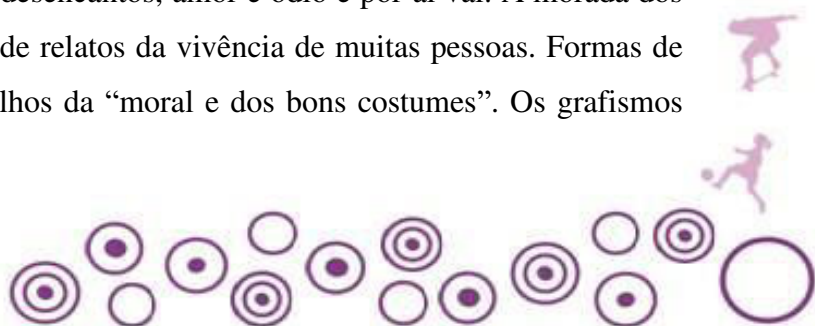 desencantos, amor e ódio e por aí vai. A morada dos
de relatos da vivência de muitas pessoas. Formas de
lhos da “moral e dos bons costumes”. Os grafismos